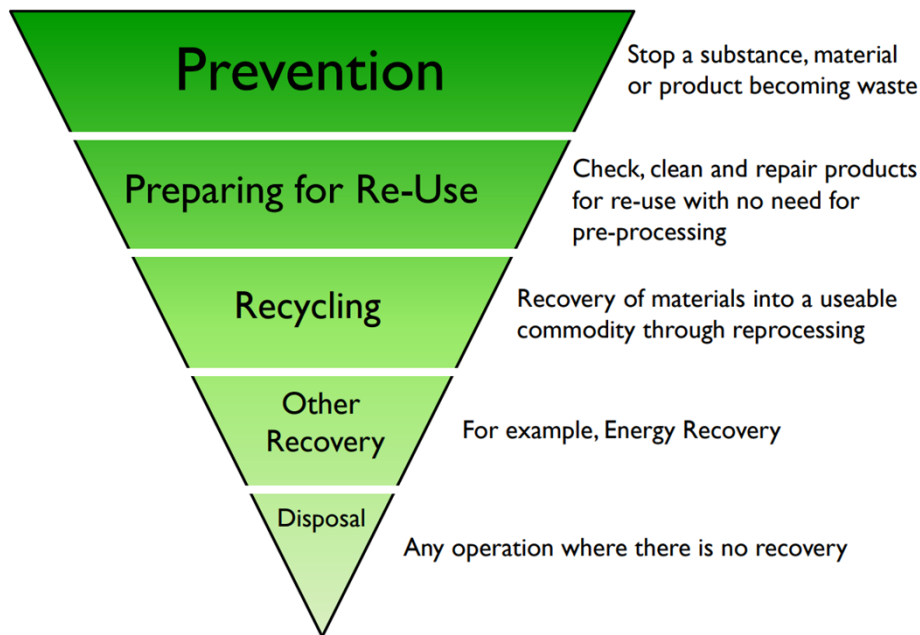 Prevention
Stop a substance, material
or product becoming waste
Preparing for Re-Use
Check, clean and repair products
for re-use with no need for
pre-processing
Recycling
Recovery of materials into a useable
commodity through reprocessing
Other
Recovery
For example, Energy Recovery
Disposal
Any operation where there is no recovery